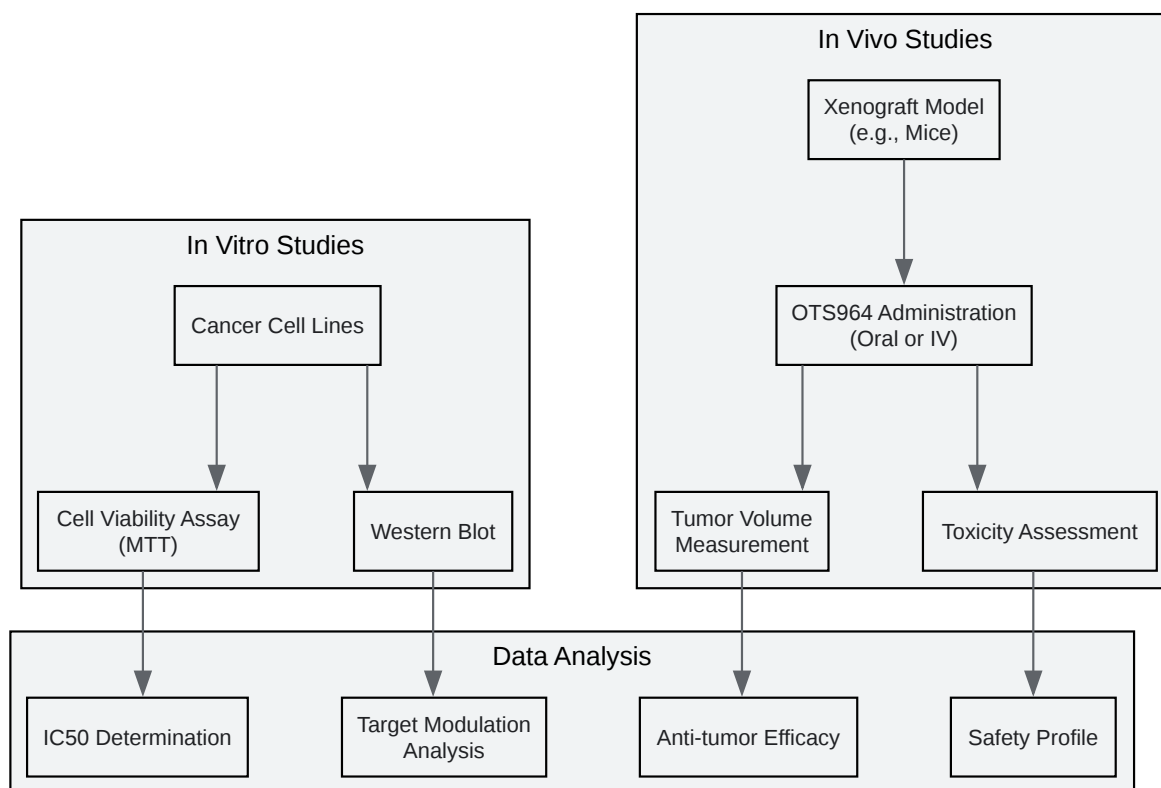 In Vivo Studies
Xenograft Model
(e.g., Mice)
In Vitro Studies
Cancer Cell Lines
OTS964 Administration
(Oral or IV)
Cell Viability Assay
(MTT)
Western Blot
Tumor Volume
Measurement
Toxicity Assessment
Data Analysis
IC50 Determination
Target Modulation
Analysis
Anti-tumor Efficacy
Safety Profile